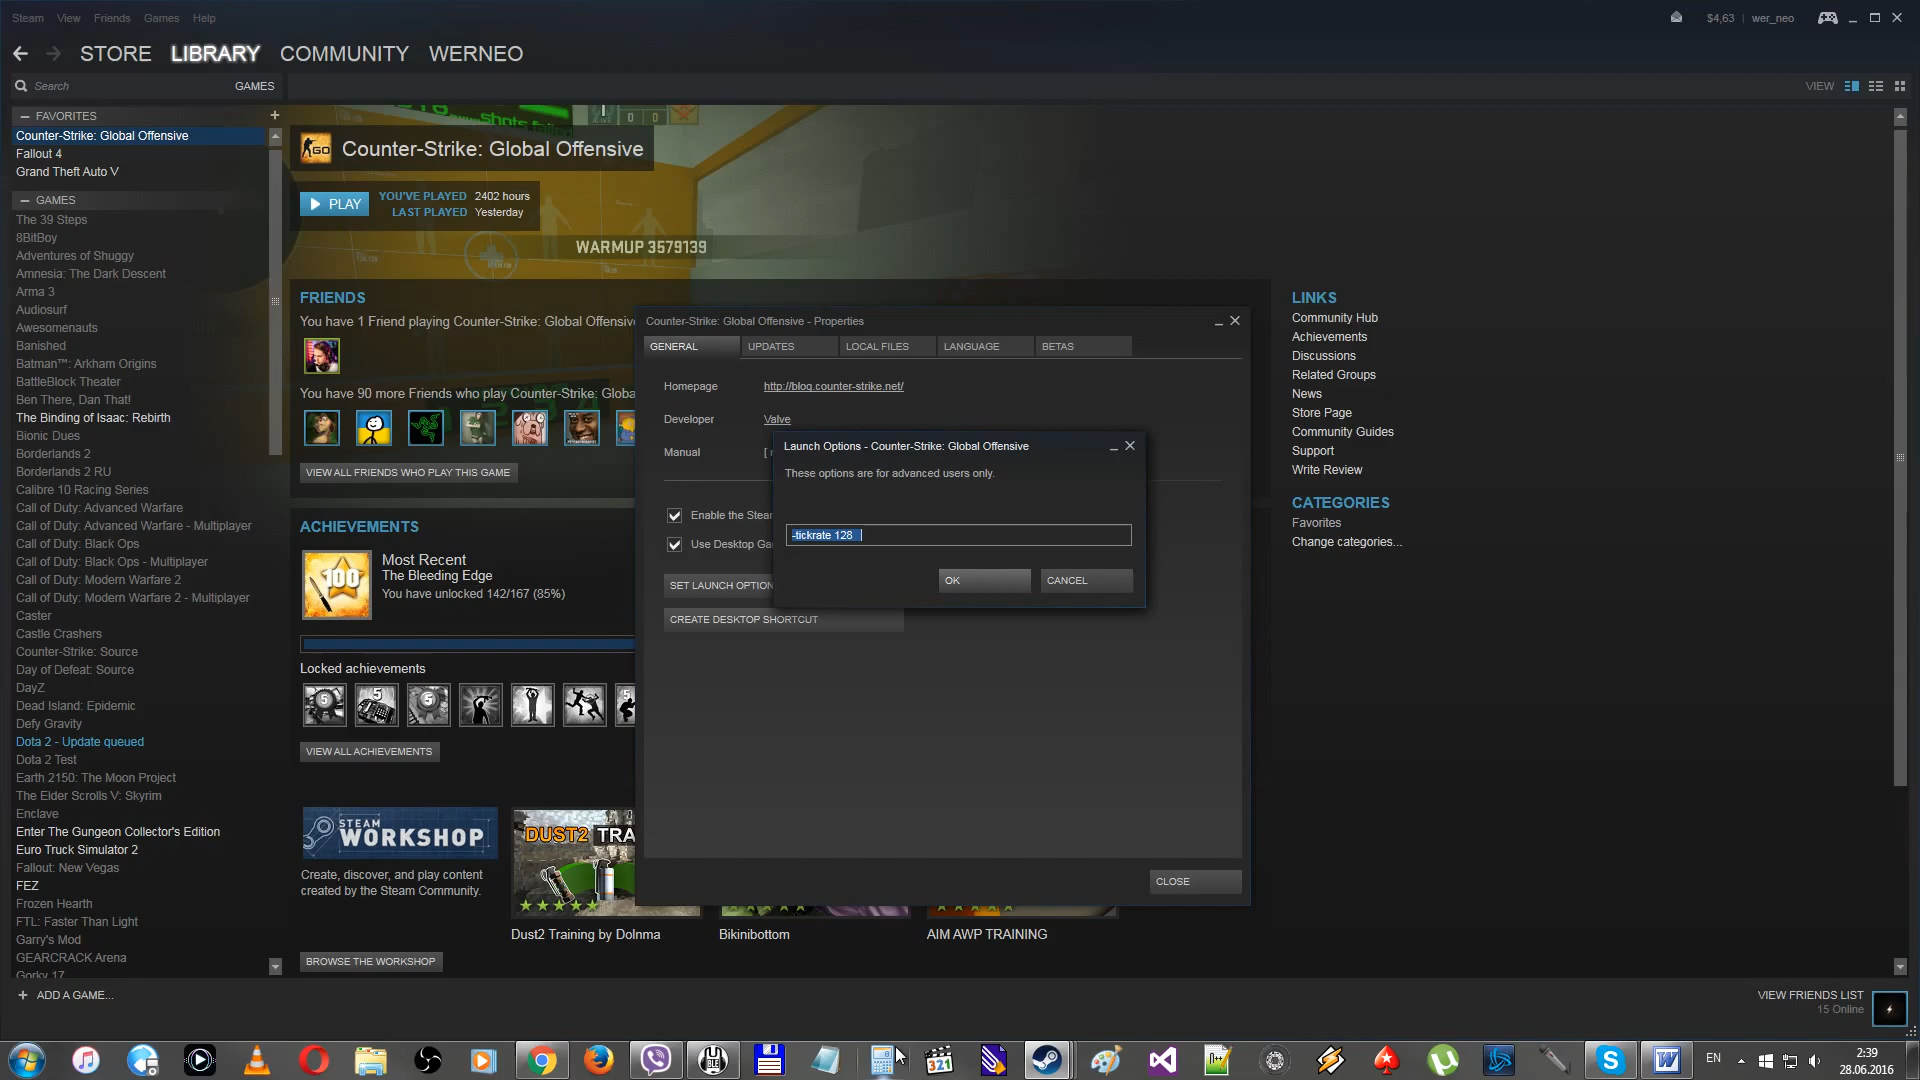 Steam View Friends Games Help
$4,63 | wer_neo
STORE LIBRARY COMMUNITY WERNEO
Search GAMES
VIEW
— FAVORITES +
Counter-Strike: Global Offensive
Fallout 4
Grand Theft Auto V
— GAMES
The 39 Steps
8BitBoy
Adventures of Shuggy
Amnesia: The Dark Descent
Arma 3
Audiosurf
Awesomenauts
Banished
Batman™: Arkham Origins
BattleBlock Theater
Ben There, Dan That!
The Binding of Isaac: Rebirth
Bionic Dues
Borderlands 2
Borderlands 2 RU
Calibre 10 Racing Series
Call of Duty: Advanced Warfare
Call of Duty: Advanced Warfare - Multiplayer
Call of Duty: Black Ops
Call of Duty: Black Ops - Multiplayer
Call of Duty: Modern Warfare 2
Call of Duty: Modern Warfare 2 - Multiplayer
Caster
Castle Crashers
Counter-Strike: Source
Day of Defeat: Source
DayZ
Dead Island: Epidemic
Defy Gravity
Dota 2 - Update queued
Dota 2 Test
Earth 2150: The Moon Project
The Elder Scrolls V: Skyrim
Enclave
Enter The Gungeon Collector's Edition
Euro Truck Simulator 2
Fallout: New Vegas
FEZ
Frozen Hearth
FTL: Faster Than Light
Garry's Mod
GEARCRACK Arena
Gorky 17
+ ADD A GAME...
Counter-Strike: Global Offensive
PLAY
YOU'VE PLAYED 2402 hours
LAST PLAYED Yesterday
WARMUP 3579139
FRIENDS
You have 1 Friend playing Counter-Strike: Global Offensive
You have 90 more Friends who play Counter-Strike: Globa
VIEW ALL FRIENDS WHO PLAY THIS GAME
ACHIEVEMENTS
100
Most Recent
The Bleeding Edge
You have unlocked 142/167 (85%)
Locked achievements
VIEW ALL ACHIEVEMENTS
STEAM
WORKSHOP
Create, discover, and play content
created by the Steam Community.
BROWSE THE WORKSHOP
DUST2 TRA
Dust2 Training by Dolnma
Bikinibottom
AIM AWP TRAINING
Counter-Strike: Global Offensive - Properties
GENERAL UPDATES LOCAL FILES LANGUAGE BETAS
Homepage http://blog.counter-strike.net/
Developer Valve
Manual
Enable the Stea
Use Desktop Ga
SET LAUNCH OPTION
CREATE DESKTOP SHORTCUT
CLOSE
Launch Options - Counter-Strike: Global Offensive
These options are for advanced users only.
-tickrate 128
OK CANCEL
LINKS
Community Hub
Achievements
Discussions
Related Groups
News
Store Page
Community Guides
Support
Write Review
CATEGORIES
Favorites
Change categories...
VIEW FRIENDS LIST
15 Online
EN
2:39
28.06.2016